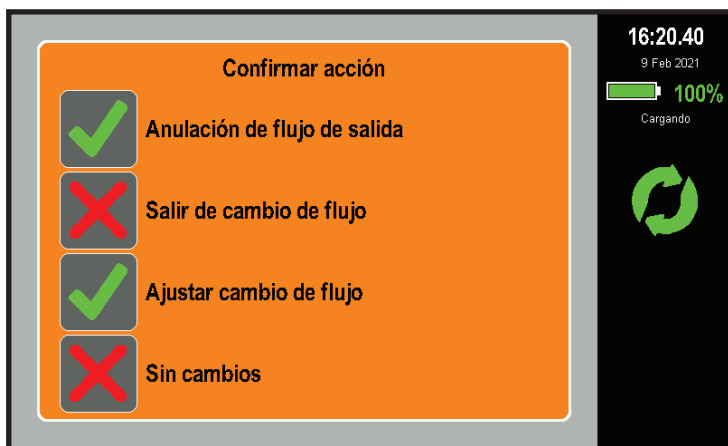 Confirmar acción
Anulación de flujo de salida
Salir de cambio de flujo
Ajustar cambio de flujo
Sin cambios
16:20.40
9 Feb 2021
100%
Cargando